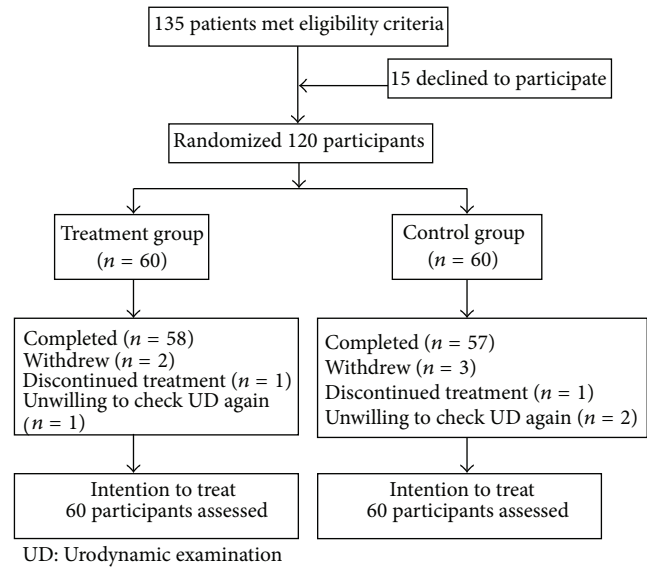 135 patients met eligibility criteria
15 declined to participate
Randomized 120 participants
Treatment group
(n = 60)
Control group
(n = 60)
Completed (n = 58)
Withdrew (n = 2)
Discontinued treatment (n = 1)
Unwilling to check UD again
(n = 1)
Completed (n = 57)
Withdrew (n = 3)
Discontinued treatment (n = 1)
Unwilling to check UD again (n = 2)
Intention to treat
60 participants assessed
Intention to treat
60 participants assessed
UD: Urodynamic examination